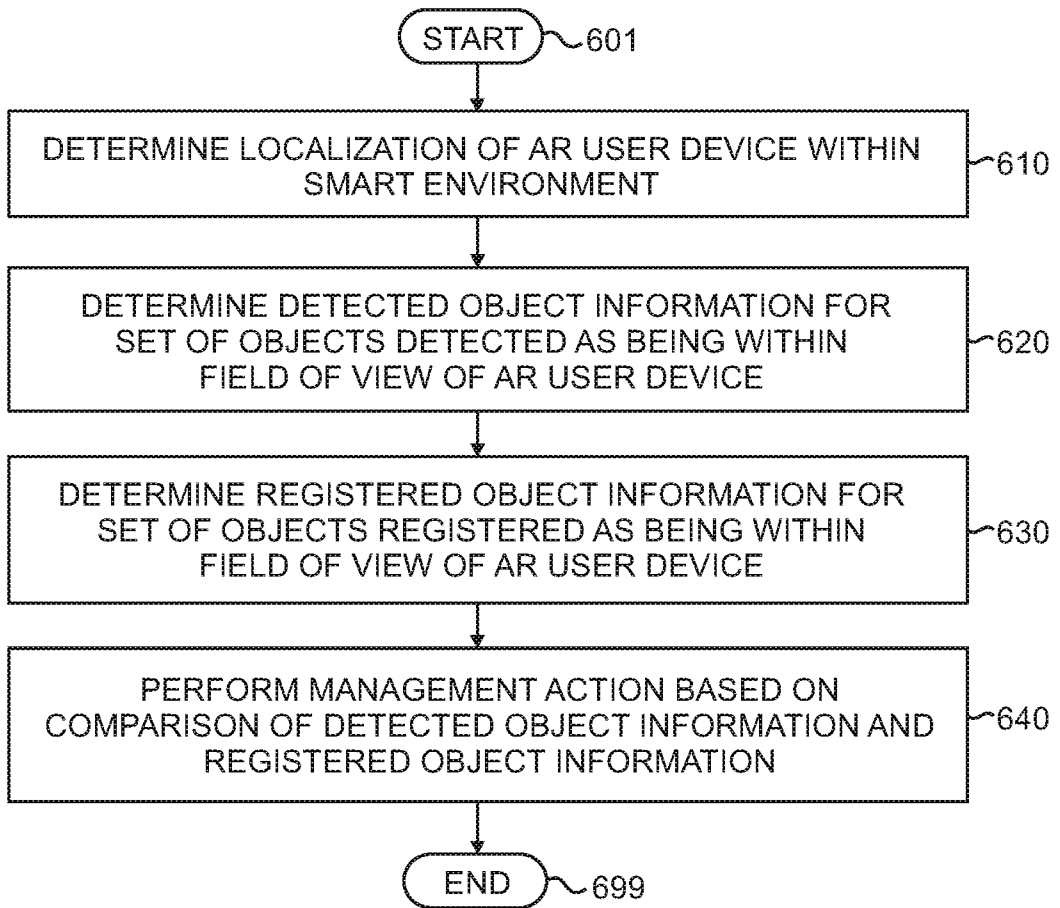 START 601
DETERMINE LOCALIZATION OF AR USER DEVICE WITHIN
SMART ENVIRONMENT
610
DETERMINE DETECTED OBJECT INFORMATION FOR
SET OF OBJECTS DETECTED AS BEING WITHIN
FIELD OF VIEW OF AR USER DEVICE
620
DETERMINE REGISTERED OBJECT INFORMATION FOR
SET OF OBJECTS REGISTERED AS BEING WITHIN
FIELD OF VIEW OF AR USER DEVICE
630
PERFORM MANAGEMENT ACTION BASED ON
COMPARISON OF DETECTED OBJECT INFORMATION AND
REGISTERED OBJECT INFORMATION
640
END 699